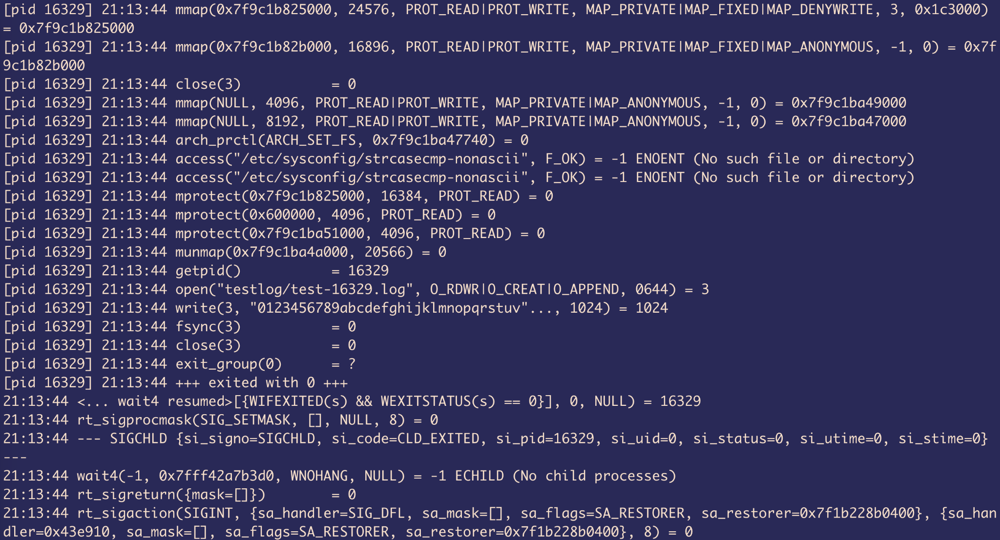 [pid 16329] 21:13:44 mmap(0x7f9c1b825000, 24576, PROT_READ|PROT_WRITE, MAP_PRIVATE|MAP_FIXED|MAP_DENYWRITE, 3, 0x1c3000)
= 0x7f9c1b825000
[pid 16329] 21:13:44 mmap(0x7f9c1b82b000, 16896, PROT_READ|PROT_WRITE, MAP_PRIVATE|MAP_FIXED|MAP_ANONYMOUS, -1, 0) = 0x7f
9c1b82b000
[pid 16329] 21:13:44 close(3)           = 0
[pid 16329] 21:13:44 mmap(NULL, 4096, PROT_READ|PROT_WRITE, MAP_PRIVATE|MAP_ANONYMOUS, -1, 0) = 0x7f9c1ba49000
[pid 16329] 21:13:44 mmap(NULL, 8192, PROT_READ|PROT_WRITE, MAP_PRIVATE|MAP_ANONYMOUS, -1, 0) = 0x7f9c1ba47000
[pid 16329] 21:13:44 arch_prctl(ARCH_SET_FS, 0x7f9c1ba47740) = 0
[pid 16329] 21:13:44 access("/etc/sysconfig/strcasecmp-nonascii", F_OK) = -1 ENOENT (No such file or directory)
[pid 16329] 21:13:44 access("/etc/sysconfig/strcasecmp-nonascii", F_OK) = -1 ENOENT (No such file or directory)
[pid 16329] 21:13:44 mprotect(0x7f9c1b825000, 16384, PROT_READ) = 0
[pid 16329] 21:13:44 mprotect(0x600000, 4096, PROT_READ) = 0
[pid 16329] 21:13:44 mprotect(0x7f9c1ba51000, 4096, PROT_READ) = 0
[pid 16329] 21:13:44 munmap(0x7f9c1ba4a000, 20566) = 0
[pid 16329] 21:13:44 getpid()           = 16329
[pid 16329] 21:13:44 open("testlog/test-16329.log", O_RDWR|O_CREAT|O_APPEND, 0644) = 3
[pid 16329] 21:13:44 write(3, "0123456789abcdefghijklmnopqrstuv"..., 1024) = 1024
[pid 16329] 21:13:44 fsync(3)           = 0
[pid 16329] 21:13:44 close(3)           = 0
[pid 16329] 21:13:44 exit_group(0)      = ?
[pid 16329] 21:13:44 +++ exited with 0 +++
21:13:44 <... wait4 resumed>[{WIFEXITED(s) && WEXITSTATUS(s) == 0}], 0, NULL) = 16329
21:13:44 rt_sigprocmask(SIG_SETMASK, [], NULL, 8) = 0
21:13:44 --- SIGCHLD {si_signo=SIGCHLD, si_code=CLD_EXITED, si_pid=16329, si_uid=0, si_status=0, si_utime=0, si_stime=0}
---
21:13:44 wait4(-1, 0x7fff42a7b3d0, WNOHANG, NULL) = -1 ECHILD (No child processes)
21:13:44 rt_sigreturn({mask=[]})        = 0
21:13:44 rt_sigaction(SIGINT, {sa_handler=SIG_DFL, sa_mask=[], sa_flags=SA_RESTORER, sa_restorer=0x7f1b228b0400}, {sa_han
dler=0x43e910, sa_mask=[], sa_flags=SA_RESTORER, sa_restorer=0x7f1b228b0400}, 8) = 0